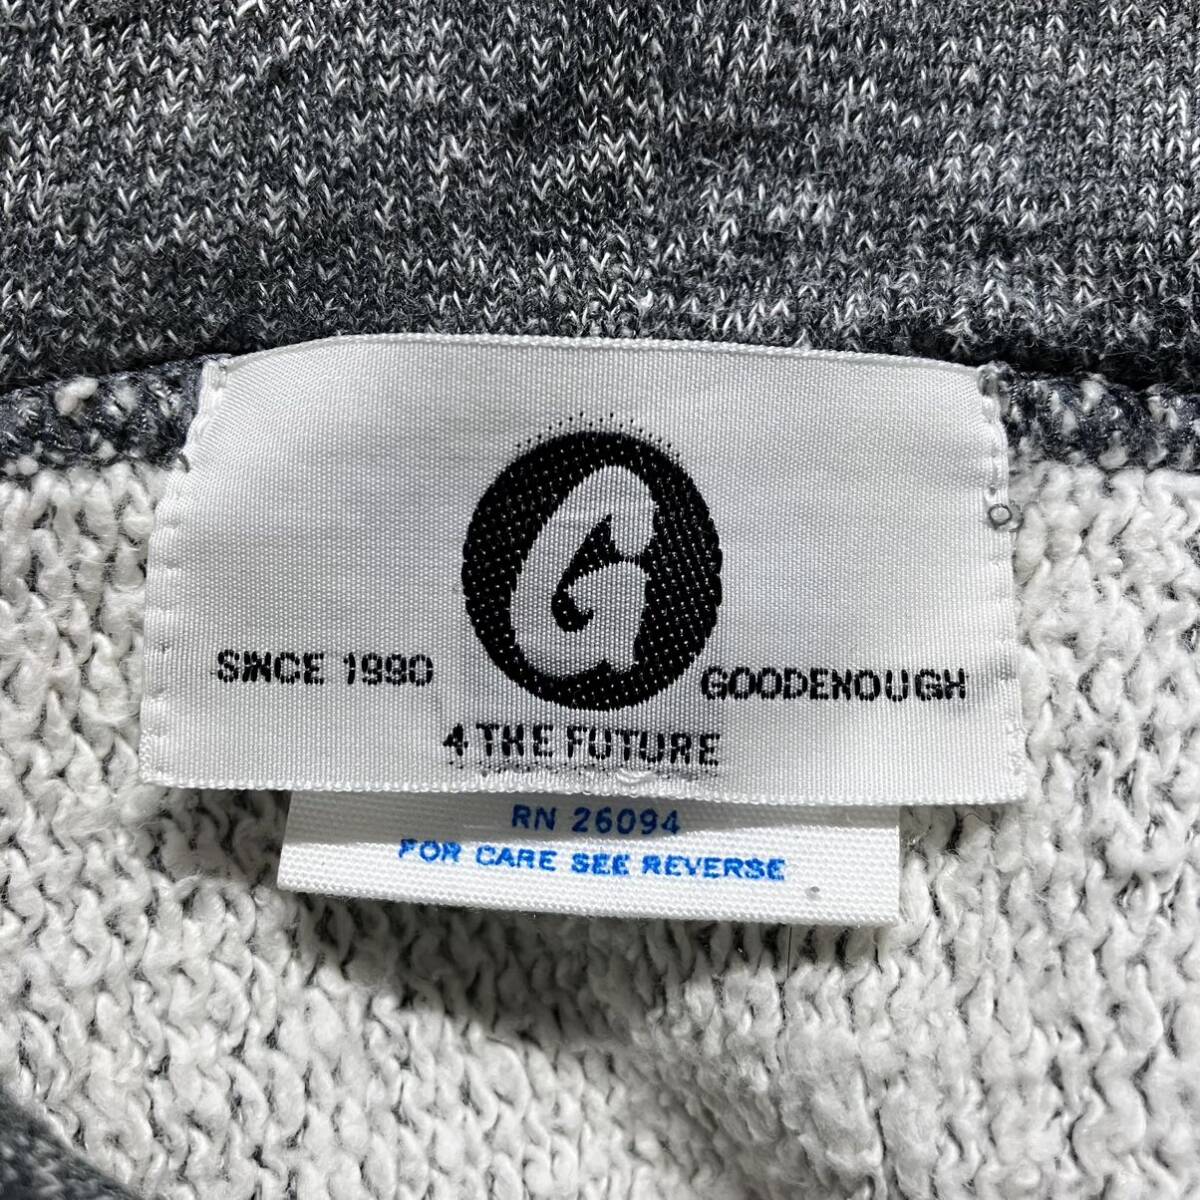 G
SINCE 1990
GOODENOUGH
4 THE FUTURE
RN 26094
FOR CARE SEE REVERSE